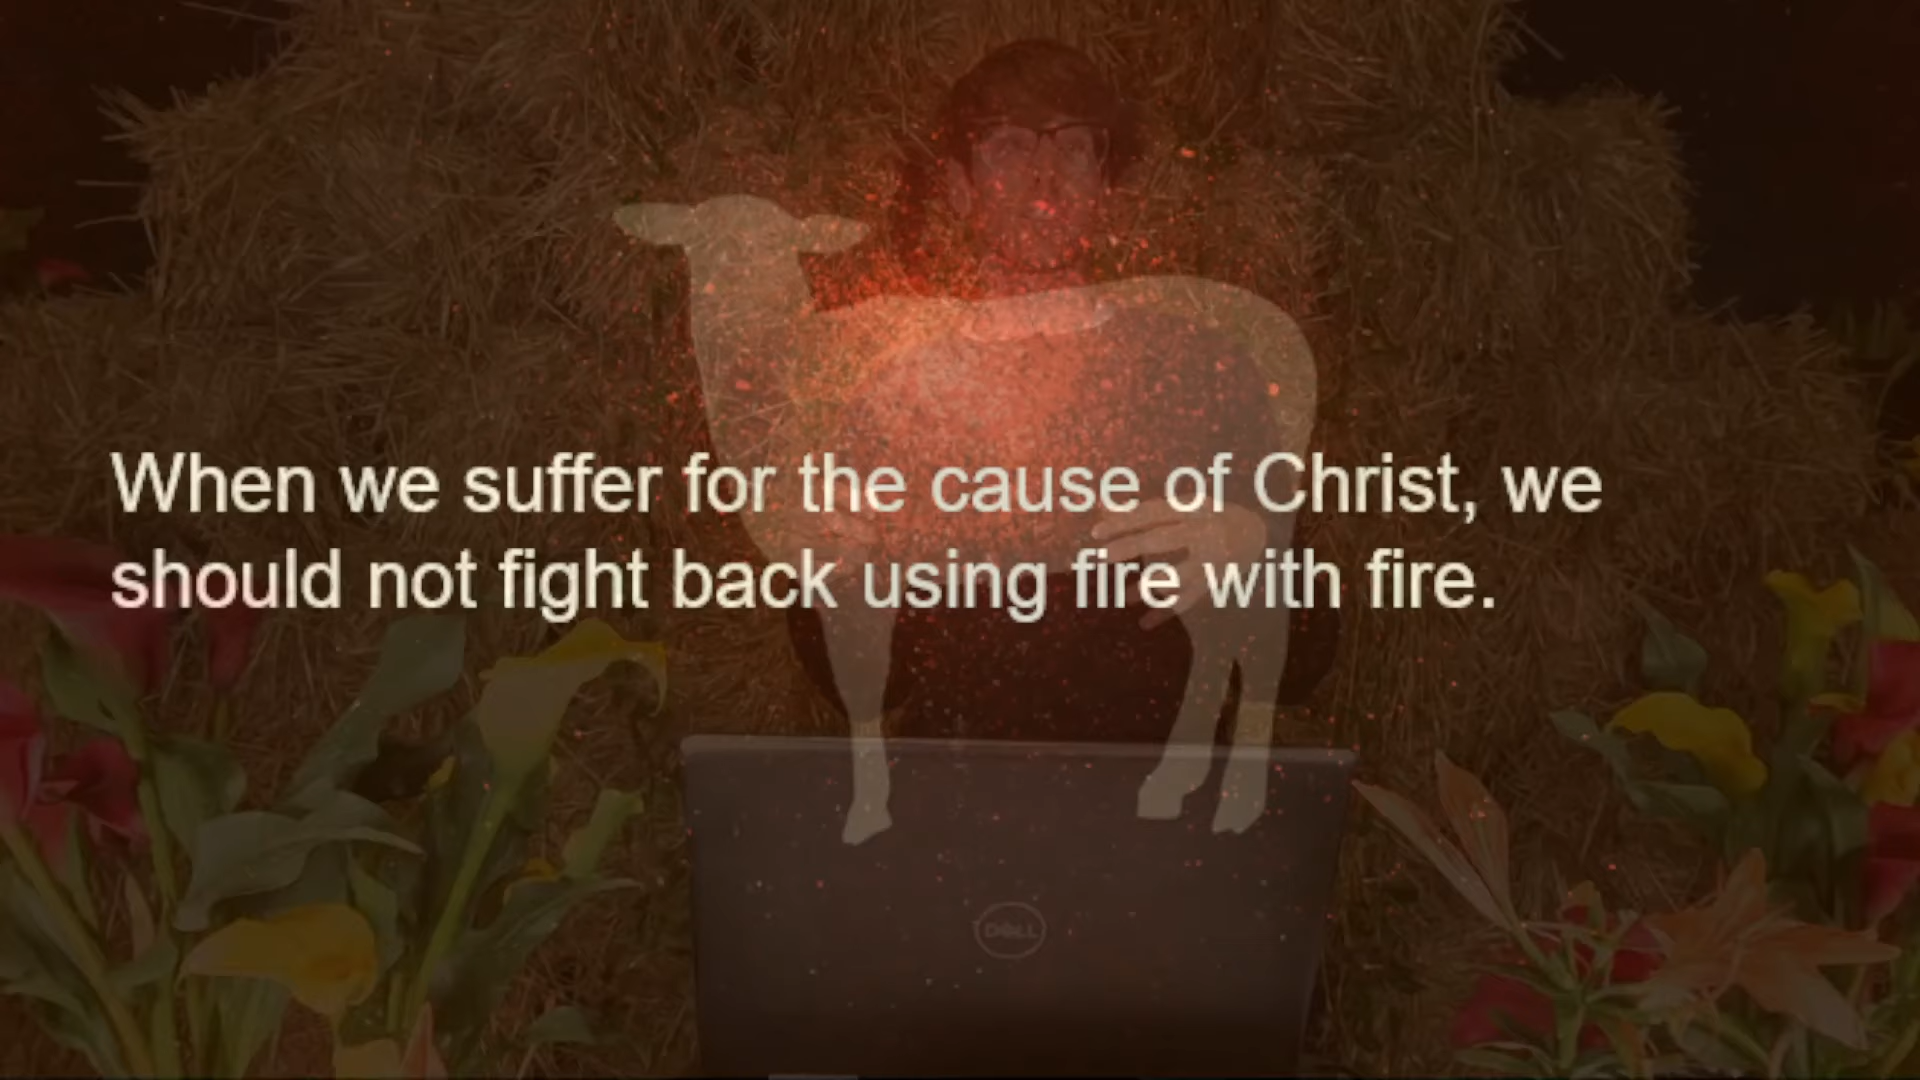 When we suffer for the cause of Christ, we
should not fight back using fire with fire.
DELL